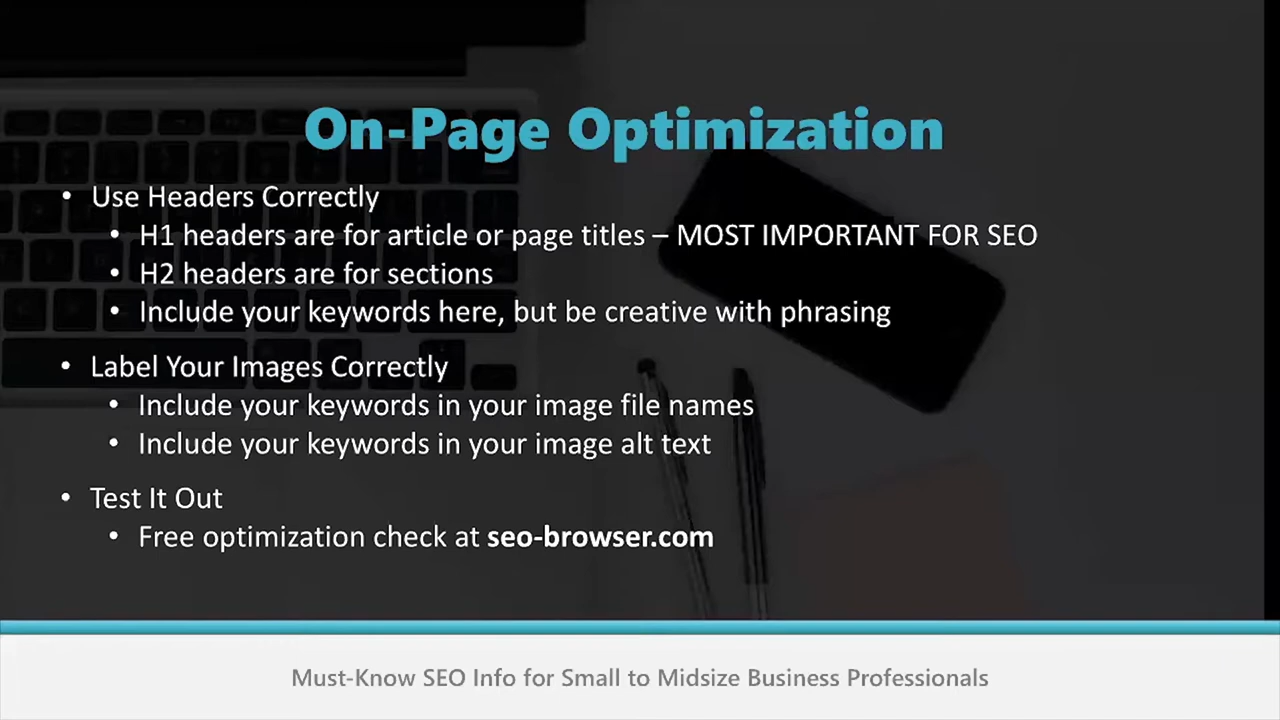 On-Page Optimization
• Use Headers Correctly
• H1 headers are for article or page titles – MOST IMPORTANT FOR SEO
• H2 headers are for sections
• Include your keywords here, but be creative with phrasing
• Label Your Images Correctly
• Include your keywords in your image file names
• Include your keywords in your image alt text
• Test It Out
• Free optimization check at seo-browser.com
Must-Know SEO Info for Small to Midsize Business Professionals